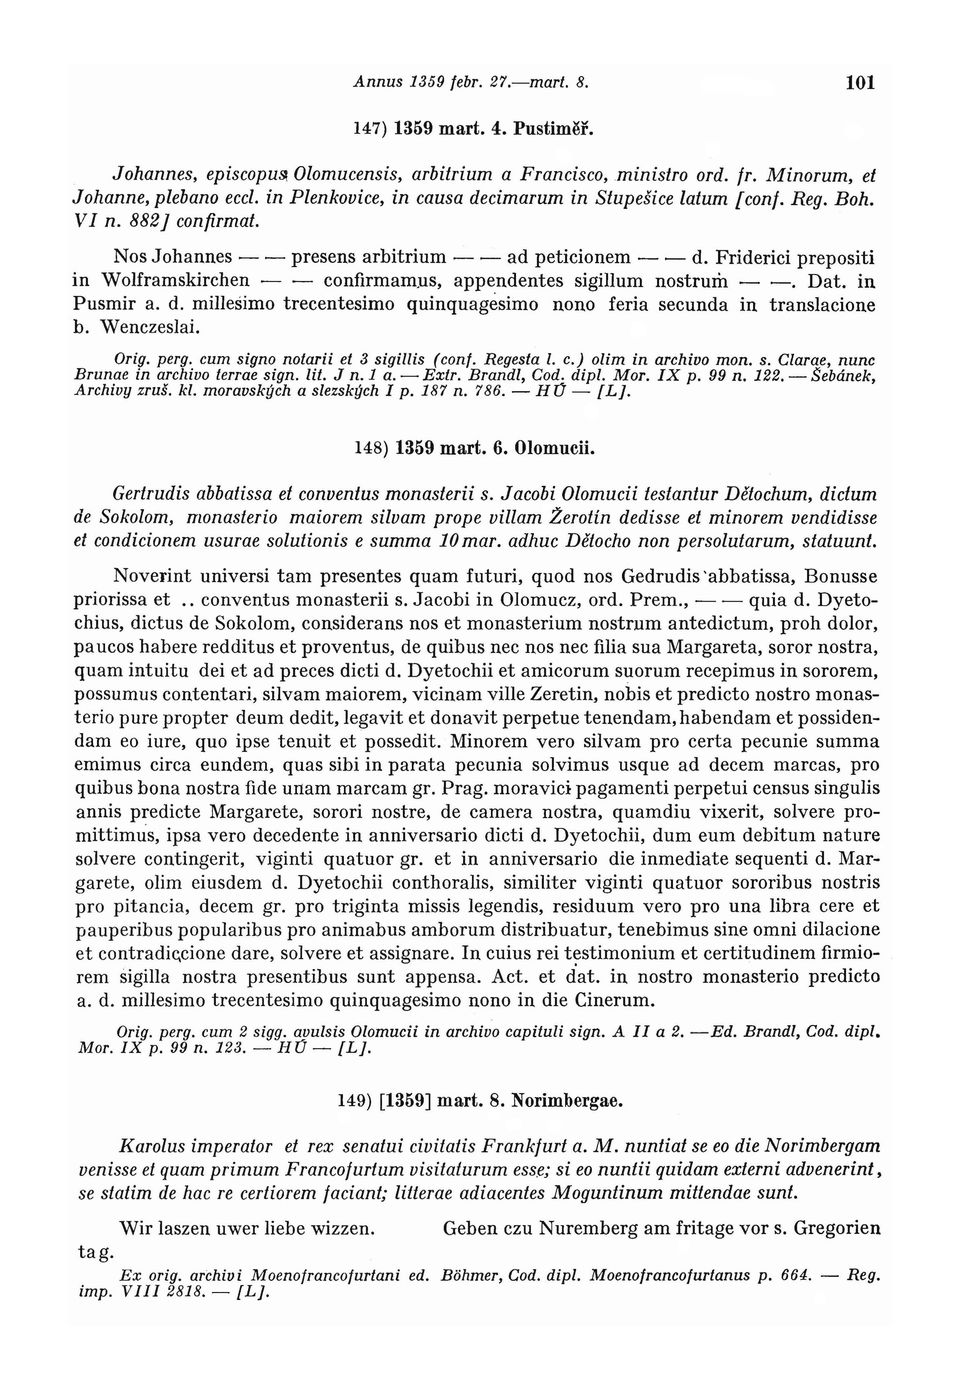 Annus 1359 febr. 27.—mart. 8. 101
147) 1359 mart. 4. Pustiměř.
Johannes, episcopus Olomucensis, arbitrium a Francisco, ministro ord. fr. Minorum, et
Johanne, plebano eccl. in Plenkovice, in causa decimarum in Stupešice latum [conf. Reg. Boh.
VI n. 882] confirmat.
Nos Johannes — — presens arbitrium — — ad peticionem — — d. Friderici prepositi
in Wolframskirchen — — confirmamus, appendentes sigillum nostrum — —. Dat. in
Pusmir a. d. millesimo trecentesimo quinquagesimo nono feria secunda in translacione
b. Wenczeslai.
Orig. perg. cum signo notarii et 3 sigillis (conf. Regesta l. c.) olim in archivo mon. s. Clarae, nunc
Brunae in archivo terrae sign. lit. J n. 1 a. — Extr. Brandl, Cod. dipl. Mor. IX p. 99 n. 122. — Šebánek,
Archivy zruš. kl. moravských a slezských I p. 187 n. 786. — HÚ — [L].
148) 1359 mart. 6. Olomucii.
Gertrudis abbatissa et conventus monasterii s. Jacobi Olomucii testantur Dětochum, dictum
de Sokolom, monasterio maiorem silvam prope villam Žerotín dedisse et minorem vendidisse
et condicionem usurae solutionis e summa 10 mar. adhuc Dětocho non persolutarum, statuunt.
Noverint universi tam presentes quam futuri, quod nos Gedrudis abbatissa, Bonusse
priorissa et .. conventus monasterii s. Jacobi in Olomucz, ord. Prem., — — quia d. Dyeto-
chius, dictus de Sokolom, considerans nos et monasterium nostrum antedictum, proh dolor,
paucos habere redditus et proventus, de quibus nec nos nec filia sua Margareta, soror nostra,
quam intuitu dei et ad preces dicti d. Dyetochii et amicorum suorum recepimus in sororem,
possumus contentari, silvam maiorem, vicinam ville Zeretin, nobis et predicto nostro monas-
terio pure propter deum dedit, legavit et donavit perpetue tenendam, habendam et possiden-
dam eo iure, quo ipse tenuit et possedit. Minorem vero silvam pro certa pecunie summa
emimus circa eundem, quas sibi in parata pecunia solvimus usque ad decem marcas, pro
quibus bona nostra fide unam marcam gr. Prag. moravici pagamenti perpetui census singulis
annis predicte Margarete, sorori nostre, de camera nostra, quamdiu vixerit, solvere pro-
mittimus, ipsa vero decedente in anniversario dicti d. Dyetochii, dum eum debitum nature
solvere contingerit, viginti quatuor gr. et in anniversario die inmediate sequenti d. Mar-
garete, olim eiusdem d. Dyetochii conthoralis, similiter viginti quatuor sororibus nostris
pro pitancia, decem gr. pro triginta missis legendis, residuum vero pro una libra cere et
pauperibus popularibus pro animabus amborum distribuatur, tenebimus sine omni dilacione
et contradiccione dare, solvere et assignare. In cuius rei testimonium et certitudinem firmio-
rem sigilla nostra presentibus sunt appensa. Act. et dat. in nostro monasterio predicto
a. d. millesimo trecentesimo quinquagesimo nono in die Cinerum.
Orig. perg. cum 2 sigg. avulsis Olomucii in archivo capituli sign. A II a 2. —Ed. Brandl, Cod. dipl.
Mor. IX p. 99 n. 123. — HÚ — [L].
149) [1359] mart. 8. Norimbergae.
Karolus imperator et rex senatui civitatis Frankfurt a. M. nuntiat se eo die Norimbergam
venisse et quam primum Francofurtum visitaturum esse; si eo nuntii quidam externi advenerint,
se statim de hac re certiorem faciant; litterae adiacentes Moguntinum mittendae sunt.
Wir laszen uwer liebe wizzen. Geben czu Nuremberg am fritage vor s. Gregorien
tag.
Ex orig. archivi Moenofrancofurtani ed. Böhmer, Cod. dipl. Moenofrancofurtanus p. 664. — Reg.
imp. VIII 2818. — [L].